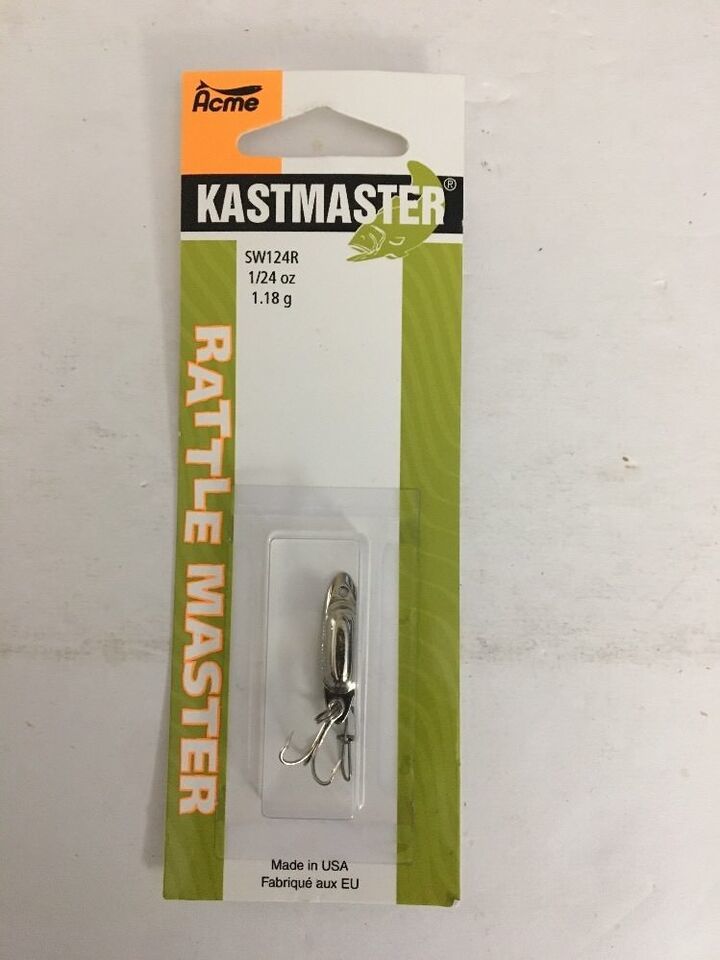 Acme
KASTMASTER®
SW124R
1/24 oz
1.18 g
RATTLE MASTER
Made in USA
Fabriqué aux EU